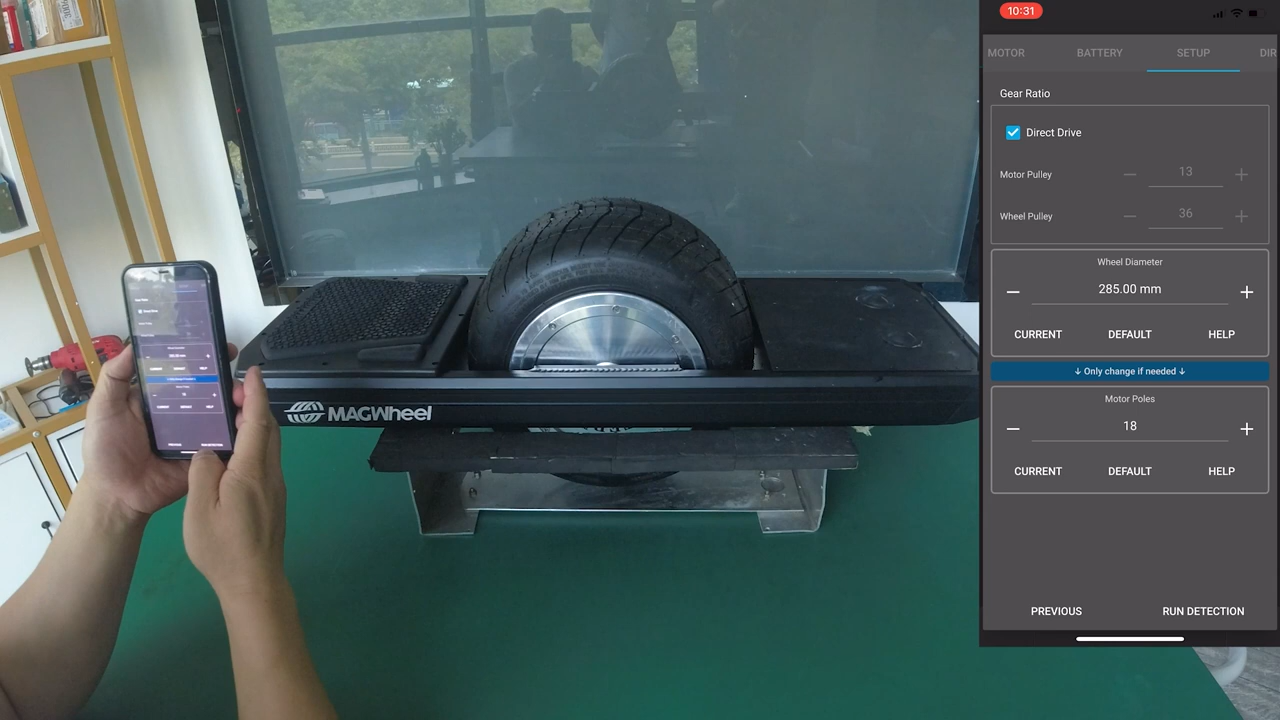 10:31
MOTOR
BATTERY
SETUP
DIR
Gear Ratio
Direct Drive
Motor Pulley
13
Wheel Pulley
36
Wheel Diameter
285.00 mm
CURRENT
DEFAULT
HELP
↓ Only change if needed ↓
Motor Poles
18
CURRENT
DEFAULT
HELP
PREVIOUS
RUN DETECTION
MAGWheel